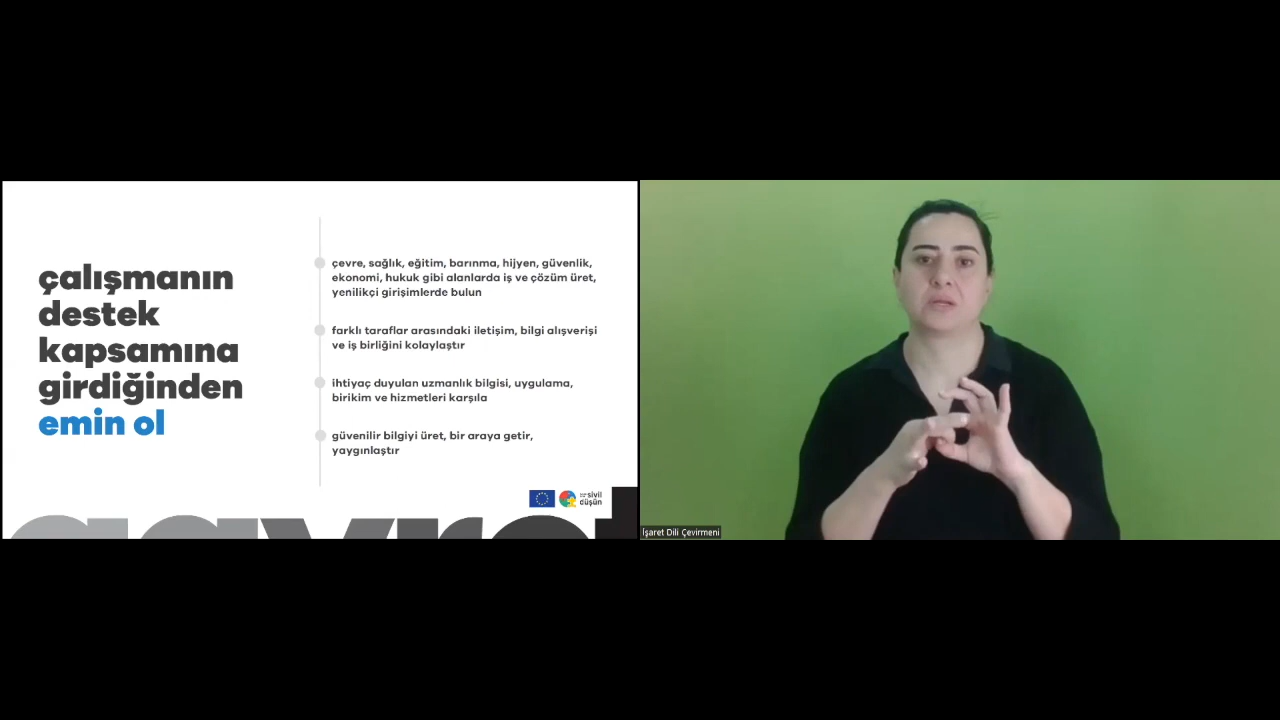 çalışmanın
destek
kapsamına
girdiğinden
emin ol
çevre, sağlık, eğitim, barınma, hijyen, güvenlik,
ekonomi, hukuk gibi alanlarda iş ve çözüm üret,
yenilikçi girişimlerde bulun
farklı taraflar arasındaki iletişim, bilgi alışverişi
ve iş birliğini kolaylaştır
ihtiyaç duyulan uzmanlık bilgisi, uygulama,
birikim ve hizmetleri karşıla
güvenilir bilgiyi üret, bir araya getir,
yaygınlaştır
sivil
düşün
İşaret Dili Çevirmeni